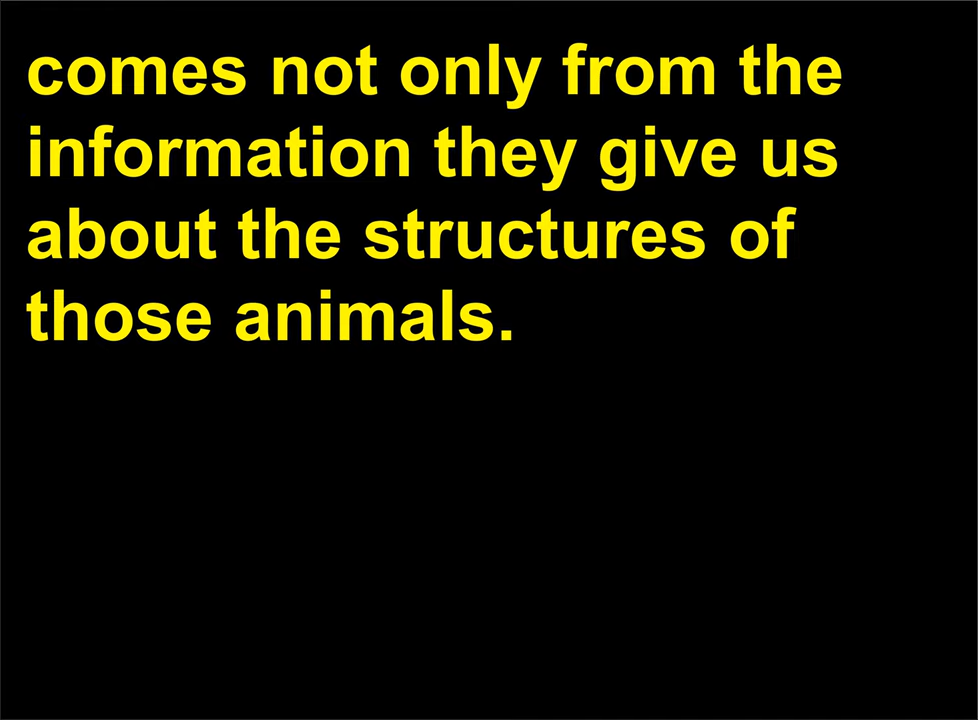 comes not only from the
information they give us
about the structures of
those animals.